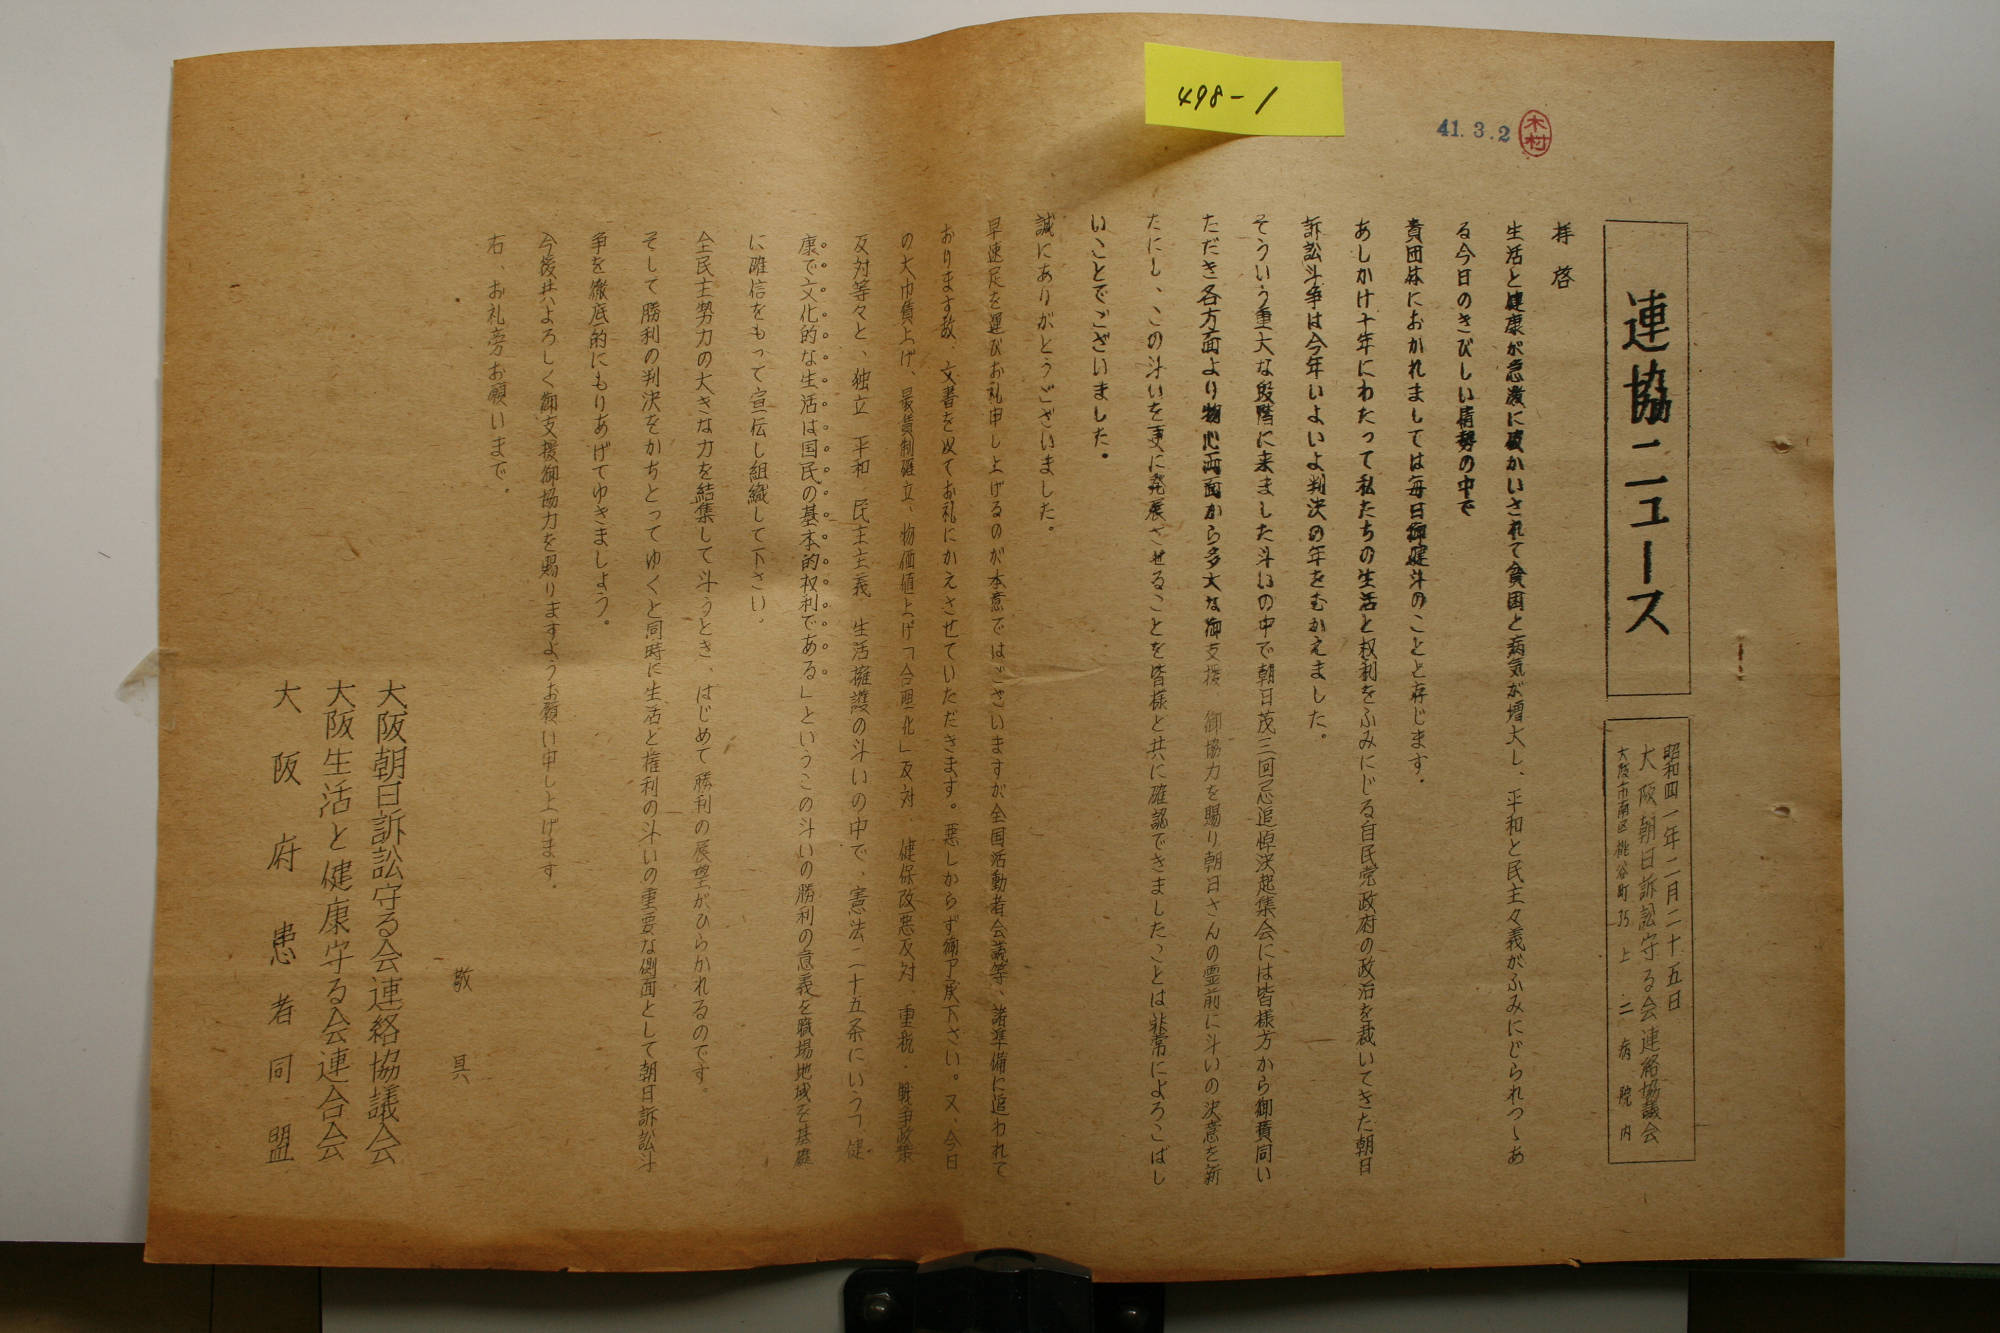 498-1
41.3.2
木村
連協ニュース
昭和四一年二月二十五日
大阪朝日訴訟守る会連絡協議会
大阪市南区桃谷町35 上二病院内
拝啓
生活と健康が急激に破かいされて貧困と病気が増大し、平和と民主々義がふみにじられつゝあ
る今日のきびしい情勢の中で
貴団体におかれましては毎日御健斗のことと存じます。
あしかけ十年にわたって私たちの生活と权利をふみにじる自民党政府の政治を裁いてきた朝日
訴訟斗争は今年いよいよ判決の年をむかえました。
そういう重大な段階に来ました斗いの中で朝日茂三回忌追悼決起集会には皆様方から御賛同い
ただき各方面より物心両面から多大な御支援 御協力を賜り朝日さんの霊前に斗いの決意を新
たにし、この斗いを更に発展させることを皆様と共に確認できましたことは非常によろこばし
いことでございました。
誠にありがとうございました。
早速足を運びお礼申し上げるのが本意ではございますが全国活動者会議等、諸準備に追われて
おります故、文書を以てお礼にかえさせていただきます。悪しからず御了承下さい。又、今日
の大巾賃上げ、最賃制確立、物価値上げ「合理化」反対、健保改悪反対 重税・戦争政策
反対等々と、独立 平和 民主主義 生活擁護の斗いの中で、憲法二十五条にいう「健
康で文化的な生活は国民の基本的权利である」というこの斗いの勝利の意義を職場地域を基礎
に確信をもって宣伝し組織して下さい、
全民主勢力の大きな力を結集して斗うとき、はじめて勝利の展望がひらかれるのです。
そして勝利の判決をかちとってゆくと同時に生活と権利の斗いの重要な側面として朝日訴訟斗
争を徹底的にもりあげてゆきましょう。
今後共よろしく御支援御協力を賜りますようお願い申し上げます。
右、お礼旁お願いまで。
敬具
大阪朝日訴訟守る会連絡協議会
大阪生活と健康守る会連合会
大阪府患者同盟